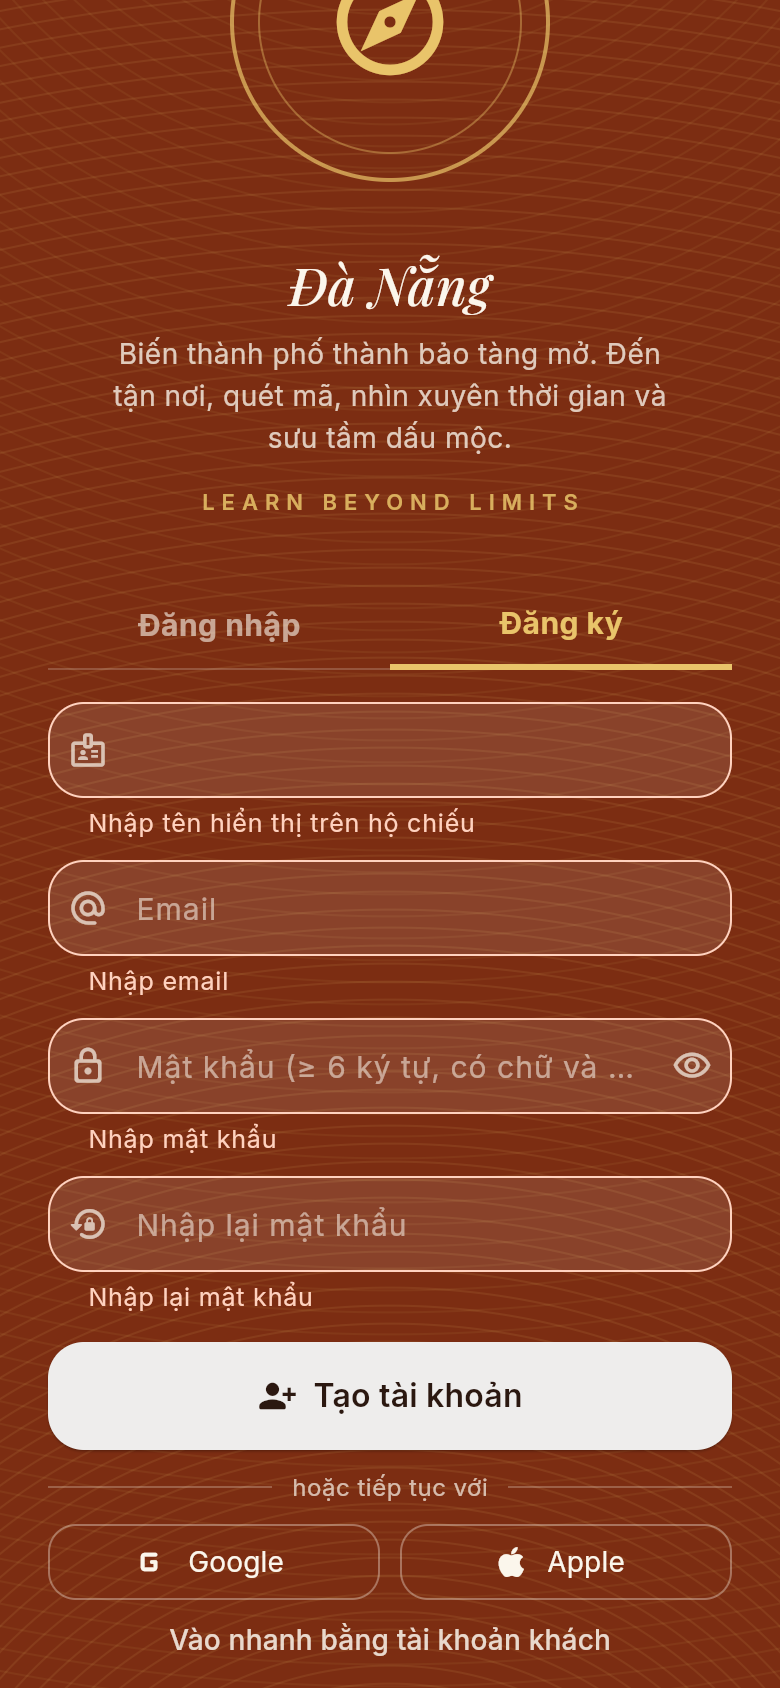 Đà Nẵng
Biến thành phố thành bảo tàng mở. Đến
tận nơi, quét mã, nhìn xuyên thời gian và
sưu tầm dấu mộc.
LEARN BEYOND LIMITS
Đăng nhập
Đăng ký
Nhập tên hiển thị trên hộ chiếu
Email
Nhập email
Mật khẩu (≥ 6 ký tự, có chữ và ...
Nhập mật khẩu
Nhập lại mật khẩu
Nhập lại mật khẩu
Tạo tài khoản
hoặc tiếp tục với
G Google
Apple
Vào nhanh bằng tài khoản khách